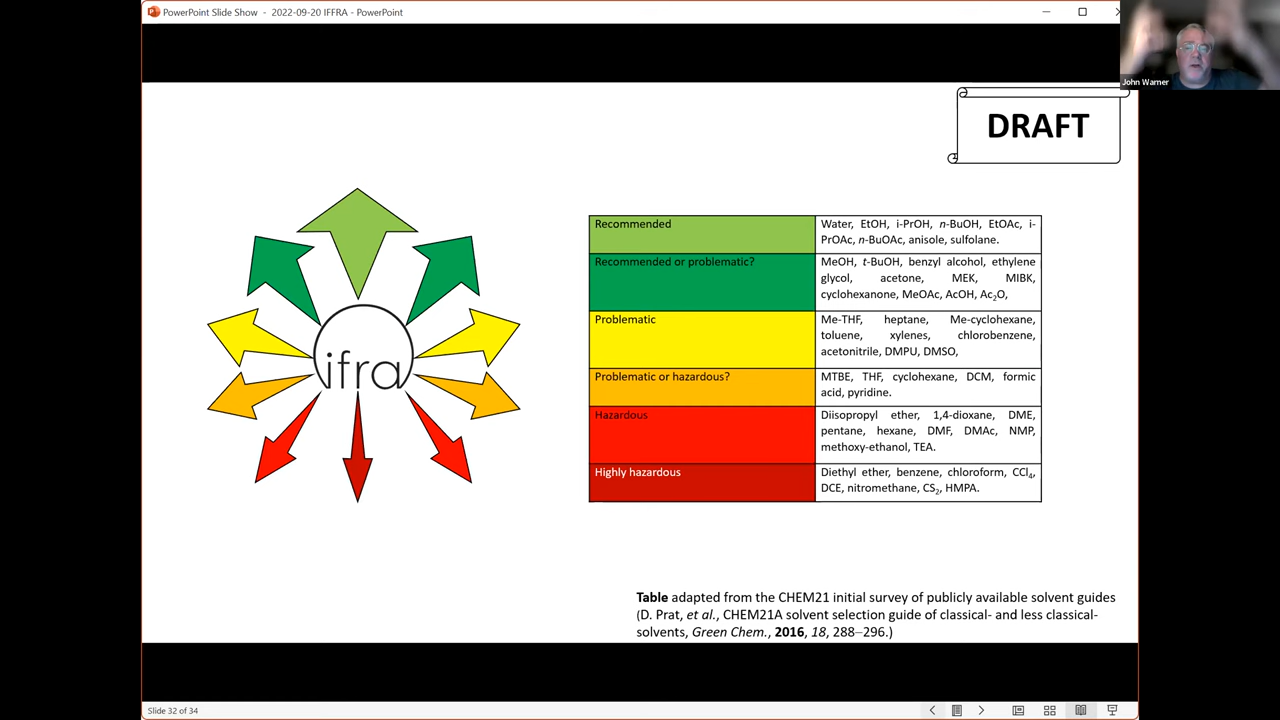 PowerPoint Slide Show - 2022-09-20 IFFRA - PowerPoint
John Warner
DRAFT
ifra
Recommended
Water, EtOH, i-PrOH, n-BuOH, EtOAc, i-
PrOAc, n-BuOAc, anisole, sulfolane.
Recommended or problematic?
MeOH, t-BuOH, benzyl alcohol, ethylene
glycol, acetone, MEK, MIBK,
cyclohexanone, MeOAc, AcOH, Ac₂O,
Problematic
Me-THF, heptane, Me-cyclohexane,
toluene, xylenes, chlorobenzene,
acetonitrile, DMPU, DMSO,
Problematic or hazardous?
MTBE, THF, cyclohexane, DCM, formic
acid, pyridine.
Hazardous
Diisopropyl ether, 1,4-dioxane, DME,
pentane, hexane, DMF, DMAc, NMP,
methoxy-ethanol, TEA.
Highly hazardous
Diethyl ether, benzene, chloroform, CCl₄,
DCE, nitromethane, CS₂, HMPA.
Table adapted from the CHEM21 initial survey of publicly available solvent guides
(D. Prat, et al., CHEM21A solvent selection guide of classical- and less classical-
solvents, Green Chem., 2016, 18, 288–296.)
Slide 32 of 34